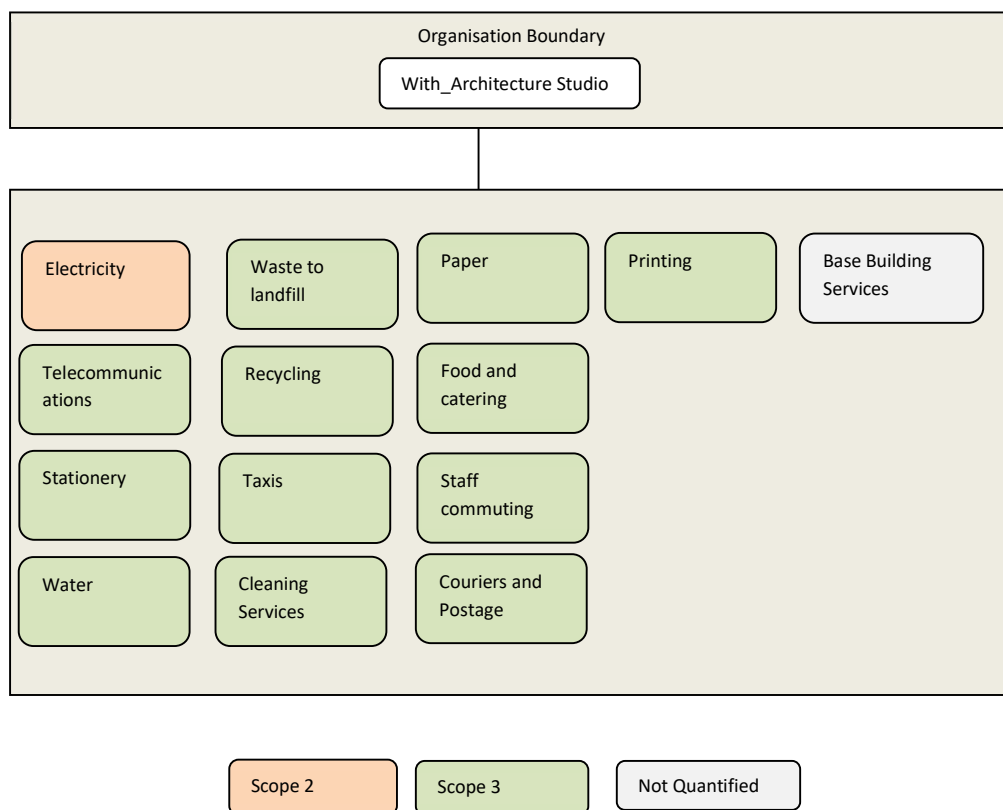 Organisation Boundary
With_Architecture Studio
Electricity
Waste to
landfill
Paper
Printing
Base Building
Services
Telecommunic
ations
Recycling
Food and
catering
Stationery
Taxis
Staff
commuting
Water
Cleaning
Services
Couriers and
Postage
Scope 2
Scope 3
Not Quantified